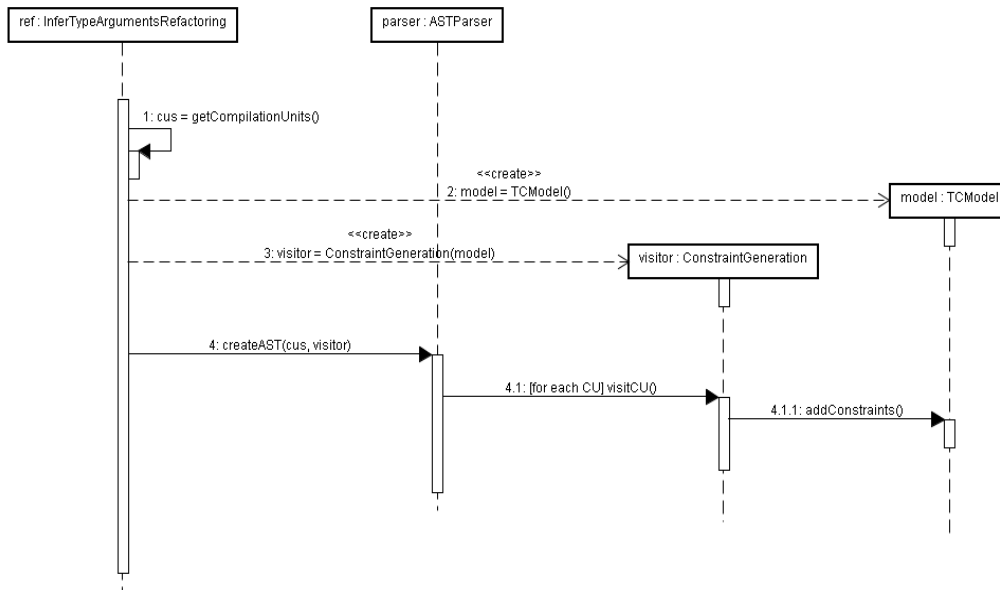 ref : InferTypeArgumentsRefactoring
parser : ASTParser
1: cus = getCompilationUnits()
<<create>>
2: model = TCModel()
model : TCModel
<<create>>
3: visitor = ConstraintGeneration(model)
visitor : ConstraintGeneration
4: createAST(cus, visitor)
4.1: [for each CU] visitCU()
4.1.1: addConstraints()